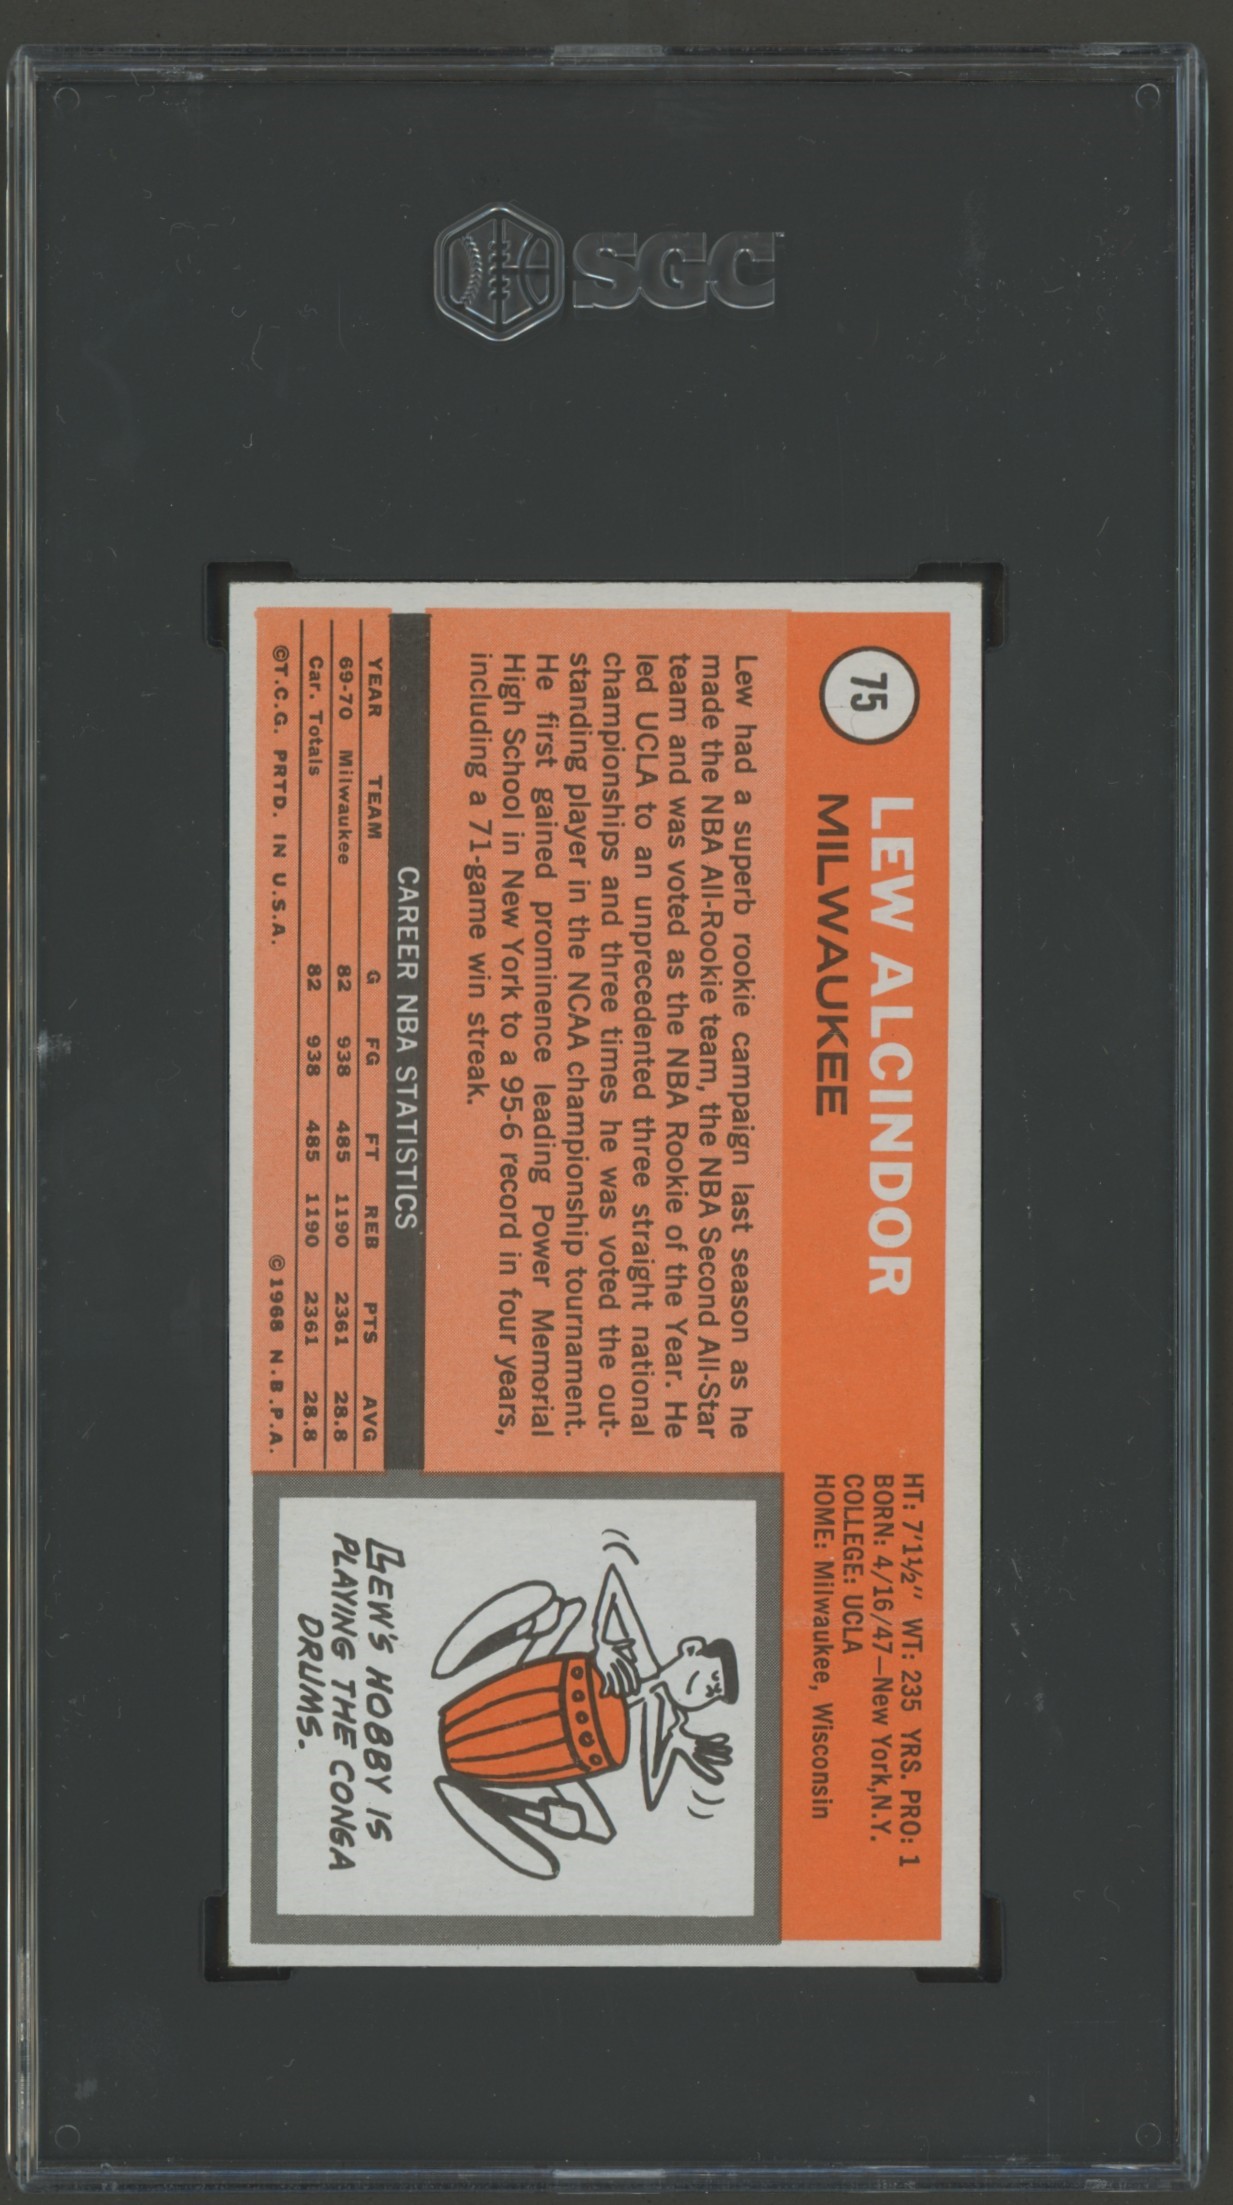 SGC
75
LEW ALCINDOR
MILWAUKEE
HT: 7'1½" WT: 235 YRS. PRO: 1
BORN: 4/16/47—New York,N.Y.
COLLEGE: UCLA
HOME: Milwaukee, Wisconsin
Lew had a superb rookie campaign last season as he
made the NBA All-Rookie team, the NBA Second All-Star
team and was voted as the NBA Rookie of the Year. He
led UCLA to an unprecedented three straight national
championships and three times he was voted the out-
standing player in the NCAA championship tournament.
He first gained prominence leading Power Memorial
High School in New York to a 95-6 record in four years,
including a 71-game win streak.
CAREER NBA STATISTICS
YEAR TEAM G FG FT REB PTS AVG
69-70 Milwaukee 82 938 485 1190 2361 28.8
Car. Totals 82 938 485 1190 2361 28.8
©T.C.G. PRTD. IN U.S.A. ©1968 N.B.P.A.
LEW'S HOBBY IS
PLAYING THE CONGA
DRUMS.